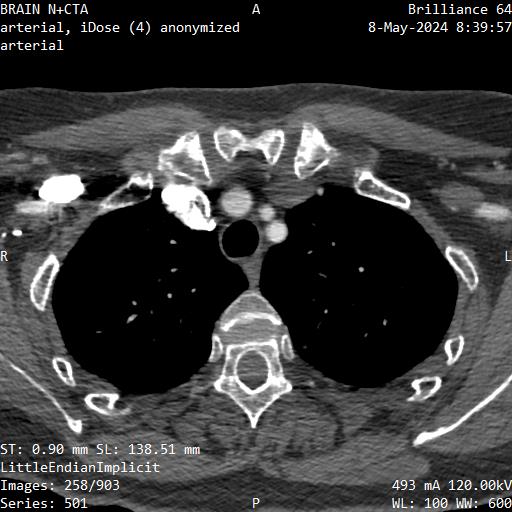 BRAIN N+CTA
A
Brilliance 64
arterial, iDose (4) anonymized
8-May-2024 8:39:57
arterial
R
L
ST: 0.90 mm SL: 138.51 mm
LittleEndianImplicit
Images: 258/903
493 mA 120.00kV
Series: 501
P
WL: 100 WW: 600